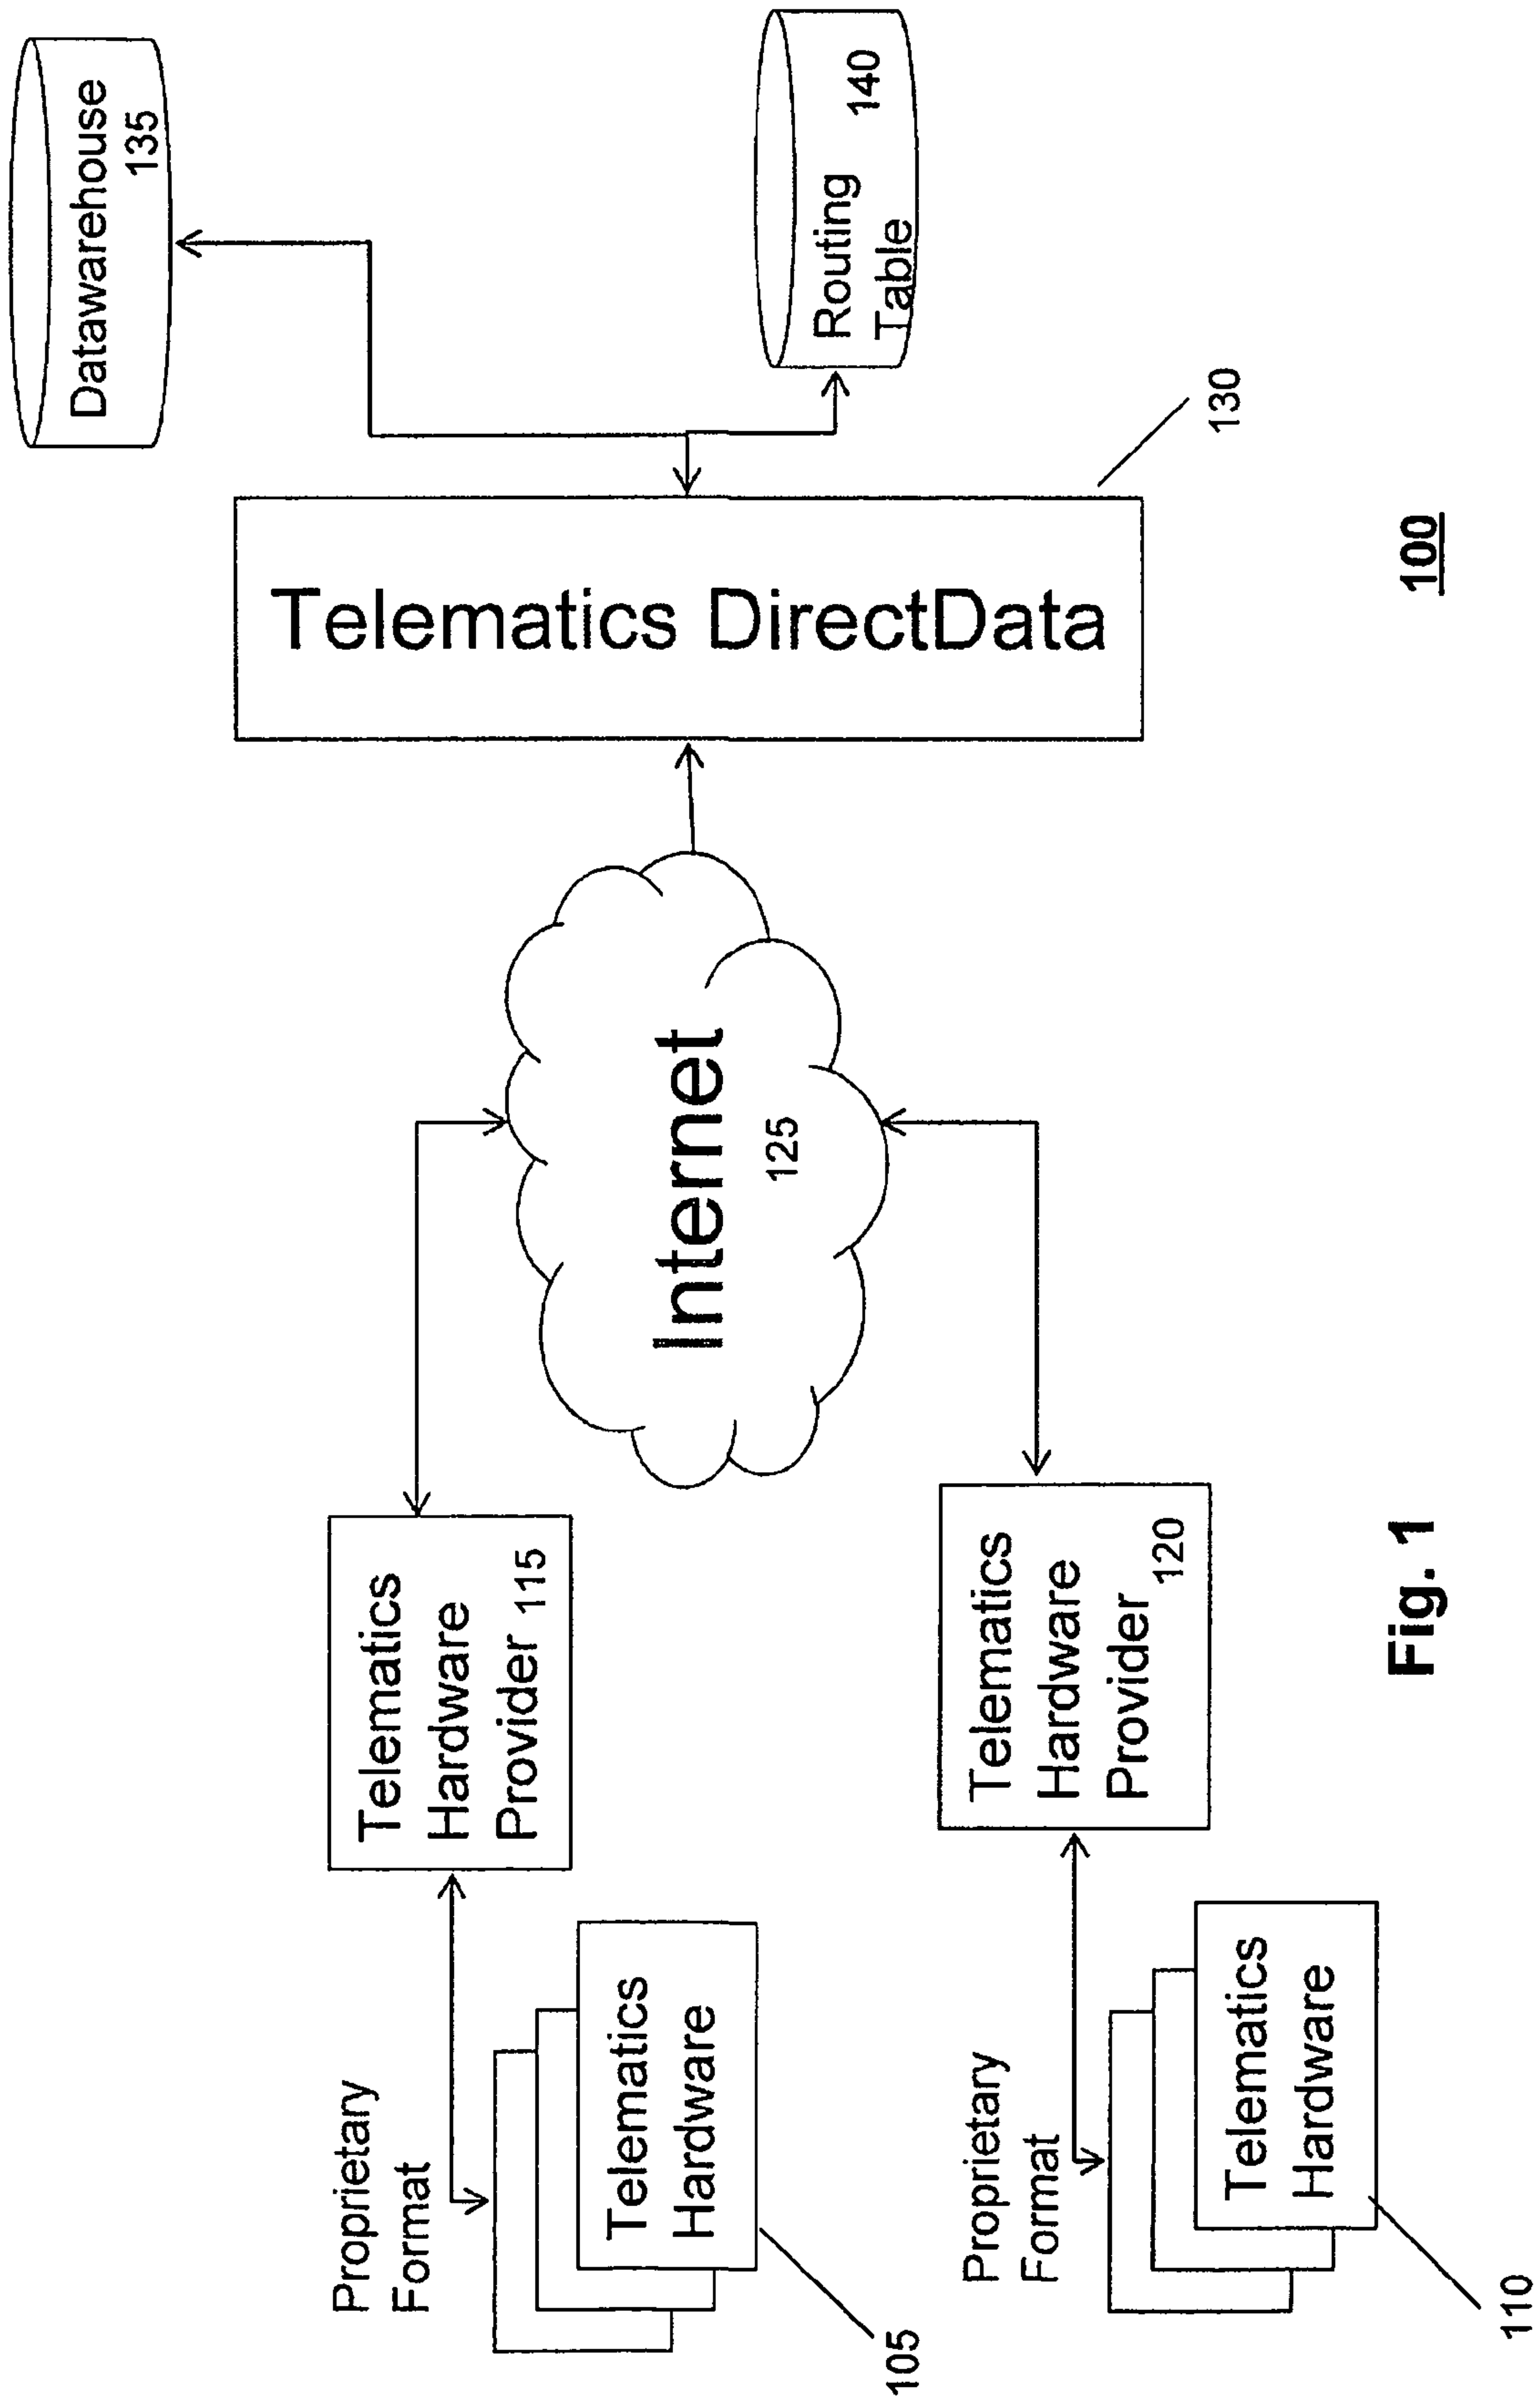 Proprietary
Format
Telematics
Hardware
105
Telematics
Hardware
Provider 115
Proprietary
Format
Telematics
Hardware
110
Telematics
Hardware
Provider
120
Internet
125
Telematics DirectData
130
Datawarehouse
135
Routing
Table
140
100
Fig. 1